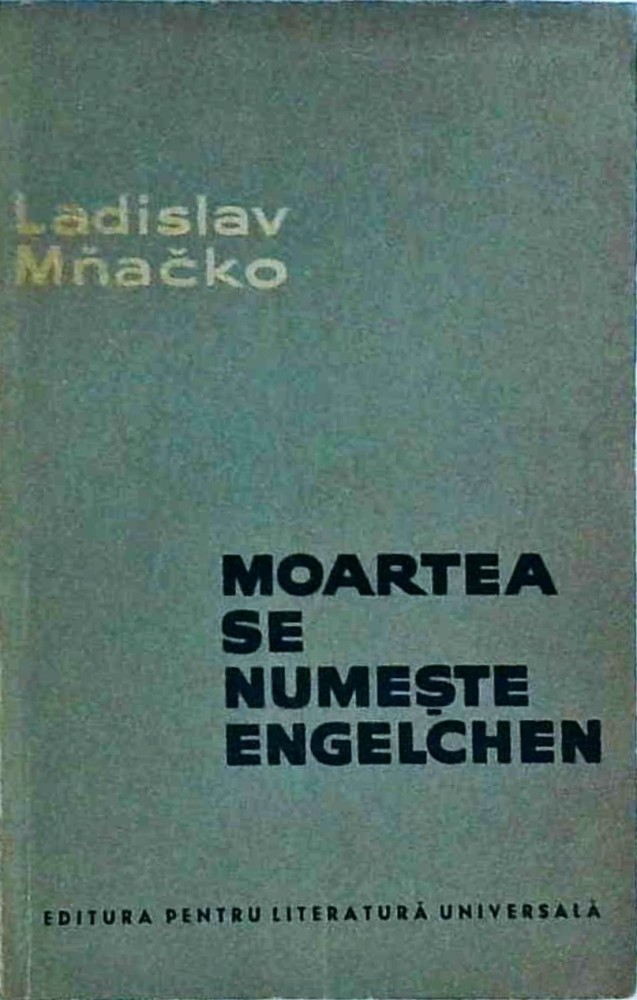 Ladislav
Mňačko
MOARTEA
SE
NUMEȘTE
ENGELCHEN
EDITURA PENTRU LITERATURĂ UNIVERSALĂ